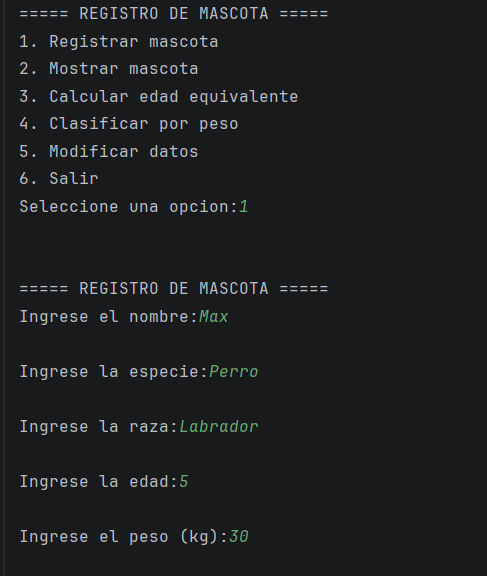 ===== REGISTRO DE MASCOTA =====
1. Registrar mascota
2. Mostrar mascota
3. Calcular edad equivalente
4. Clasificar por peso
5. Modificar datos
6. Salir
Seleccione una opcion:1
===== REGISTRO DE MASCOTA =====
Ingrese el nombre:Max
Ingrese la especie:Perro
Ingrese la raza:Labrador
Ingrese la edad:5
Ingrese el peso (kg):30